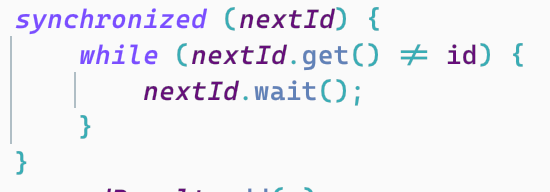 synchronized (nextId) {
while (nextId.get() != id) {
nextId.wait();
}
}